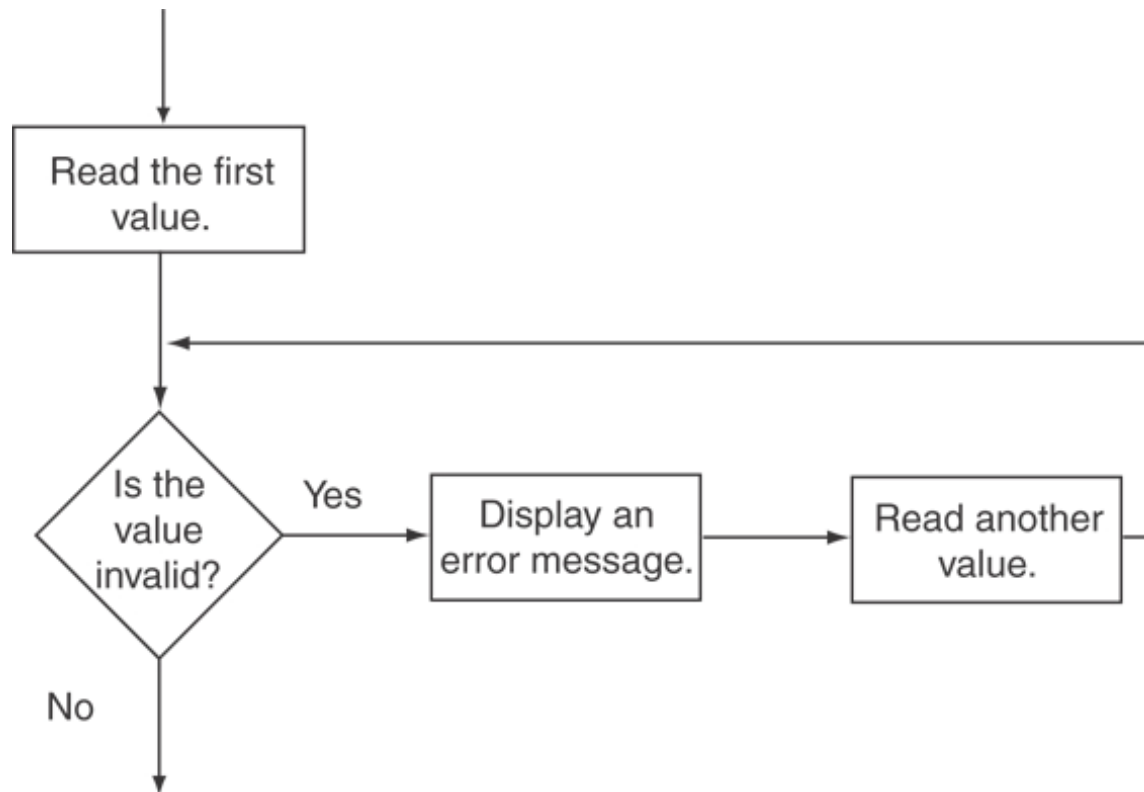 Read the first
value.
Is the
value
invalid?
Yes
Display an
error message.
Read another
value.
No